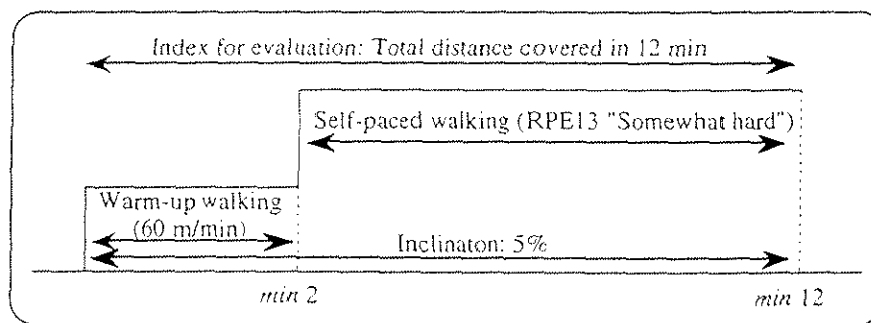 Index for evaluation: Total distance covered in 12 min
Self-paced walking (RPE13 "Somewhat hard")
Warm-up walking
(60 m/min)
Inclinaton: 5%
min 2
min 12